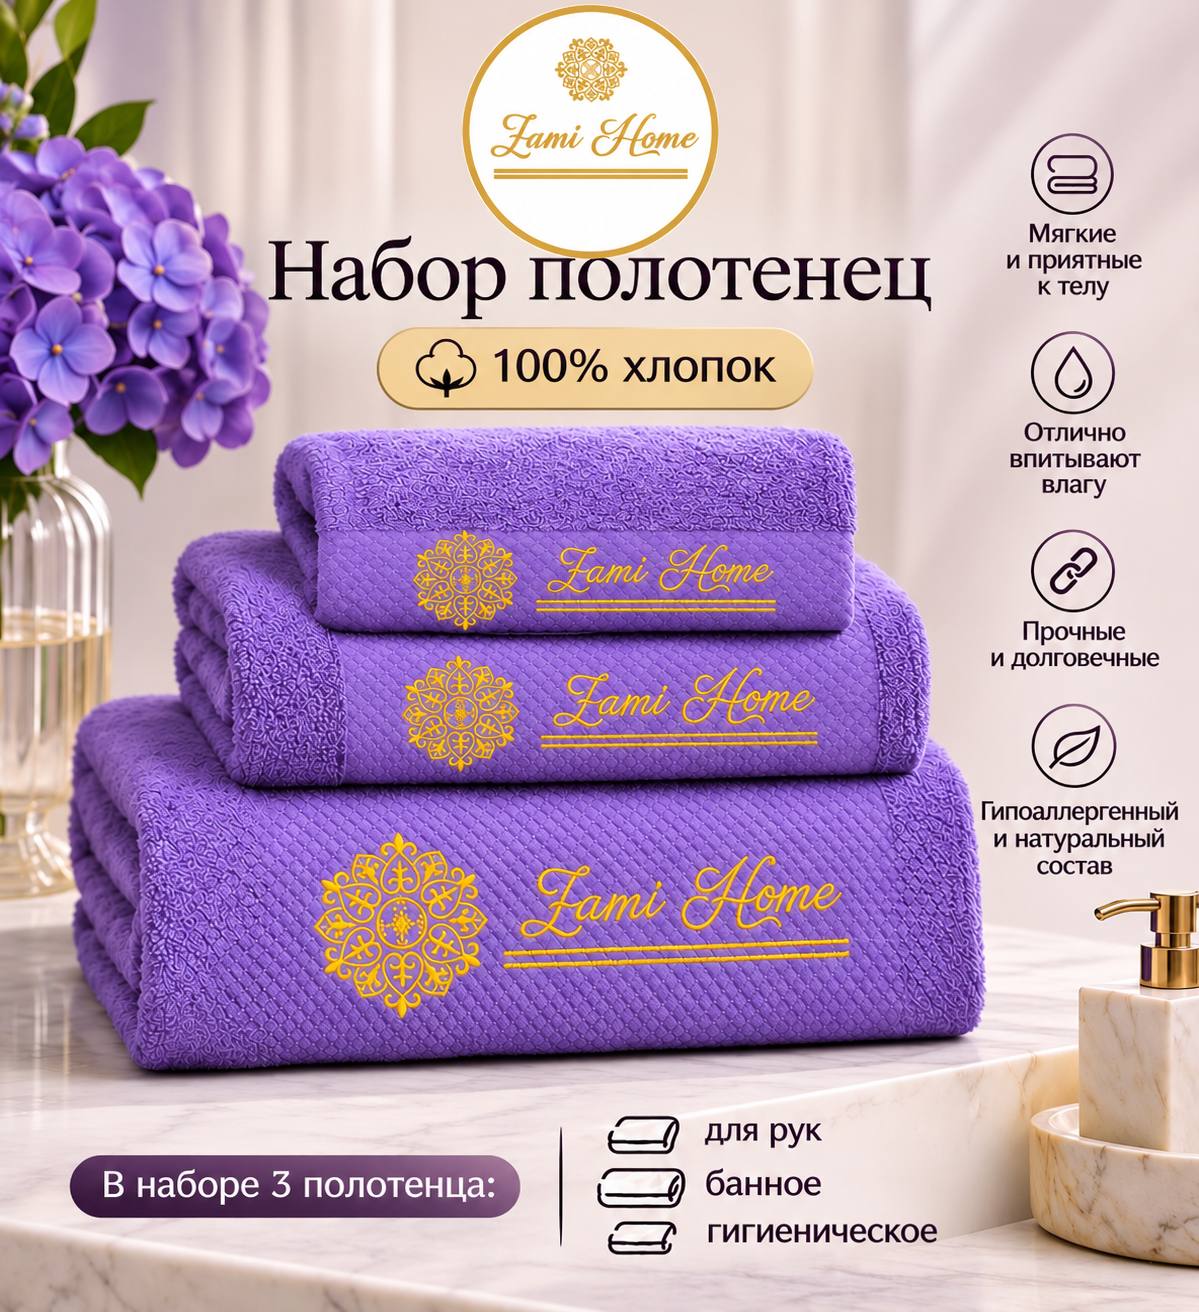 Zami Home
Набор полотенец
100% хлопок
Мягкие
и приятные
к телу
Отлично
впитывают
влагу
Прочные
и долговечные
Гипоаллергенный
и натуральный
состав
Zami Home
Zami Home
Zami Home
В наборе 3 полотенца:
для рук
банное
гигиеническое